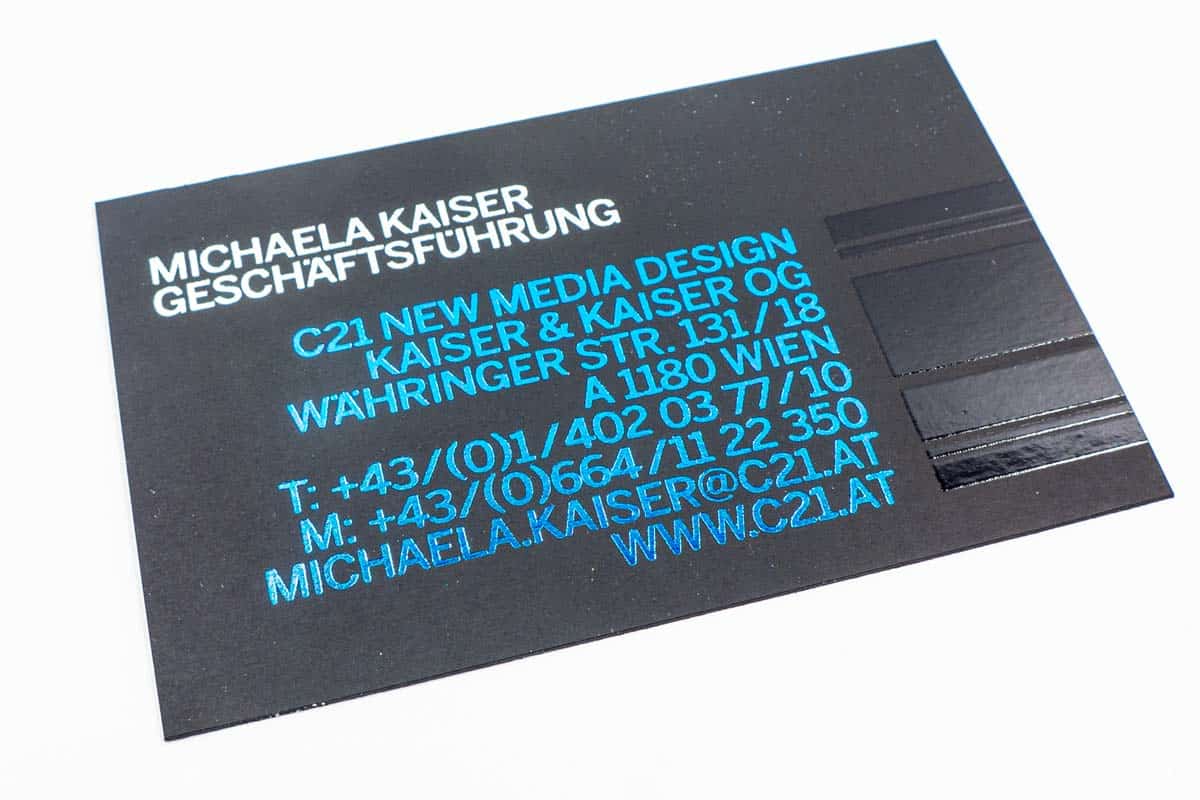 MICHAELA KAISER
GESCHÄFTSFÜHRUNG
C21 NEW MEDIA DESIGN
KAISER & KAISER OG
WÄHRINGER STR. 131/18
A 1180 WIEN
T: +43/(0)1/402 03 77/10
M: +43/(0)664/11 22 350
MICHAELA.KAISER@C21.AT
WWW.C21.AT